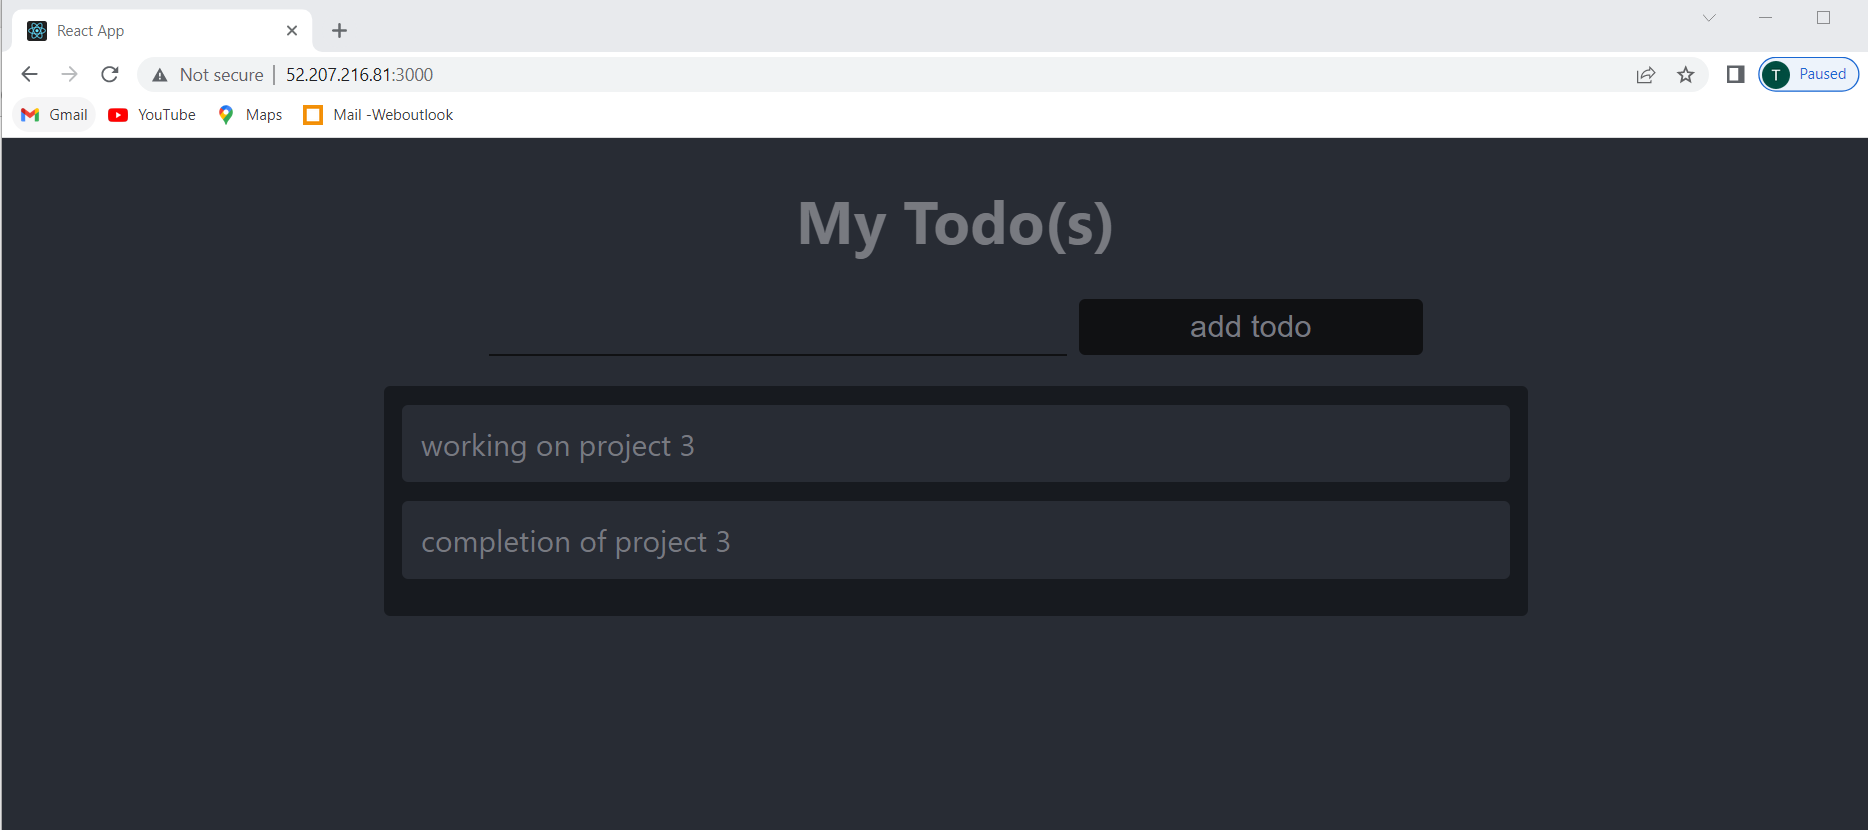 React App
Not secure | 52.207.216.81:3000
T Paused
Gmail YouTube Maps Mail -Weboutlook
My Todo(s)
add todo
working on project 3
completion of project 3